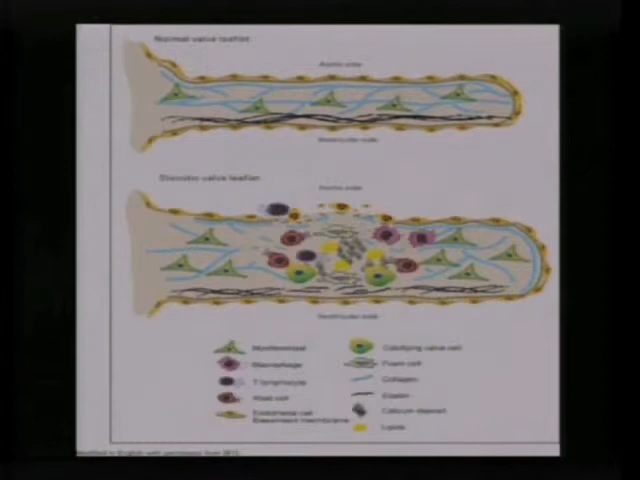 Normal valve leaflet
Aortic side
Ventricular side
Stenotic valve leaflet
Aortic side
Ventricular side
Myofibroblast
Macrophage
T lymphocyte
Mast cell
Endothelial cell
Basement membrane
Calcifying valve cell
Foam cell
Collagen
Elastin
Calcium deposit
Lipids